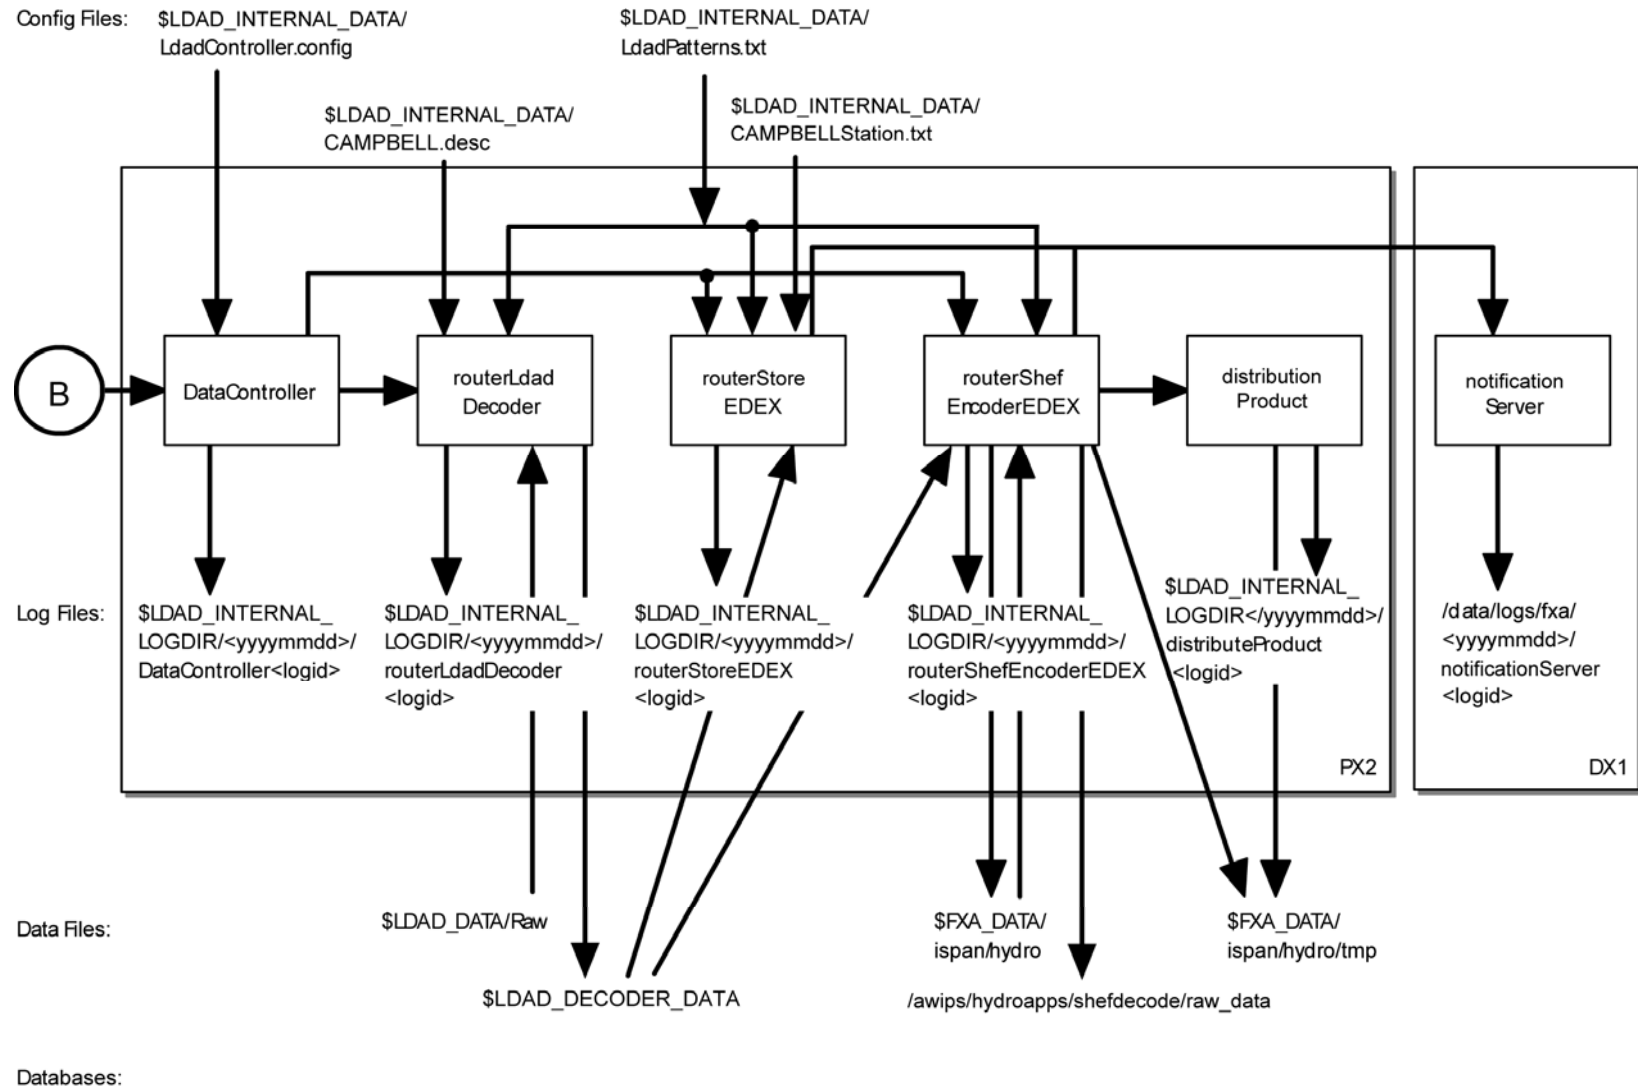 Config Files:
$LDAD_INTERNAL_DATA/
LdadController.config
$LDAD_INTERNAL_DATA/
LdadPatterns.txt
$LDAD_INTERNAL_DATA/
CAMPBELL.desc
$LDAD_INTERNAL_DATA/
CAMPBELLStation.txt
B
DataController
routerLdad
Decoder
routerStore
EDEX
routerShef
EncoderEDEX
distribution
Product
notification
Server
Log Files:
$LDAD_INTERNAL_
LOGDIR/<yyyymmdd>/
DataController<logid>
$LDAD_INTERNAL_
LOGDIR/<yyyymmdd>/
routerLdadDecoder
<logid>
$LDAD_INTERNAL_
LOGDIR/<yyyymmdd>/
routerStoreEDEX
<logid>
$LDAD_INTERNAL_
LOGDIR/<yyyymmdd>/
routerShefEncoderEDEX
<logid>
$LDAD_INTERNAL_
LOGDIR</yyyymmdd>/
distributeProduct
<logid>
/data/logs/fxa/
<yyyymmdd>/
notificationServer
<logid>
PX2
DX1
Data Files:
$LDAD_DATA/Raw
$LDAD_DECODER_DATA
$FXA_DATA/
ispan/hydro
/awips/hydroapps/shefdecode/raw_data
$FXA_DATA/
ispan/hydro/tmp
Databases: